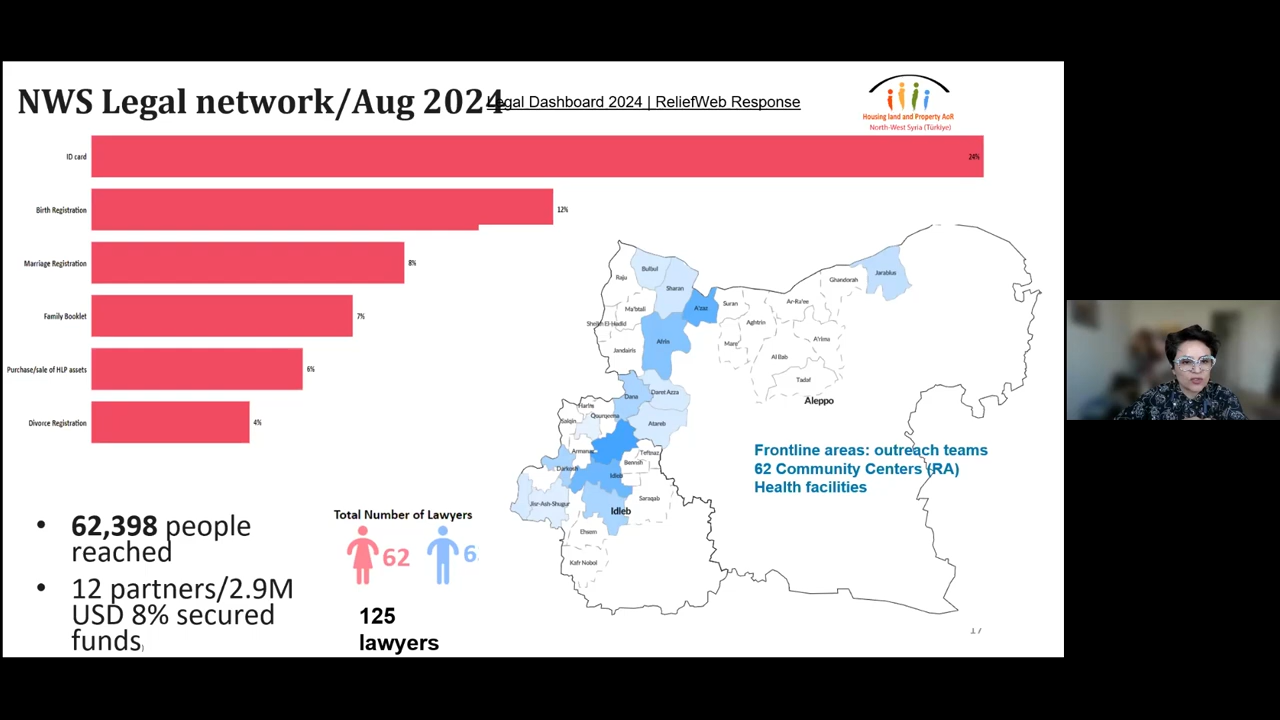 NWS Legal network/Aug 2024
Legal Dashboard 2024 | ReliefWeb Response
Housing land and Property AoR
North-West Syria (Türkiye)
ID card
24%
Birth Registration
12%
Marriage Registration
8%
Family Booklet
7%
Purchase/sale of HLP assets
6%
Divorce Registration
4%
Bulbul
Raju
Sharan
Ma'btali
A'zaz
Suran
Sheikh El-Hadid
Afrin
Jandairis
Aghtrin
Mare
Ar-Ra'ee
Ghandorah
Jarablus
A'rima
Al Bab
Tadaf
Aleppo
Dana
Daret Azza
Harim
Qourqeena
Salqin
Atareb
Armanaz
Teftnaz
Bennsh
Darkosh
Idleb
Saraqab
Jisr-Ash-Shugur
Idleb
Ehsem
Kafr Nobol
Frontline areas: outreach teams
62 Community Centers (RA)
Health facilities
• 62,398 people
reached
• 12 partners/2.9M
USD 8% secured
funds
Total Number of Lawyers
62
6
125
lawyers
17